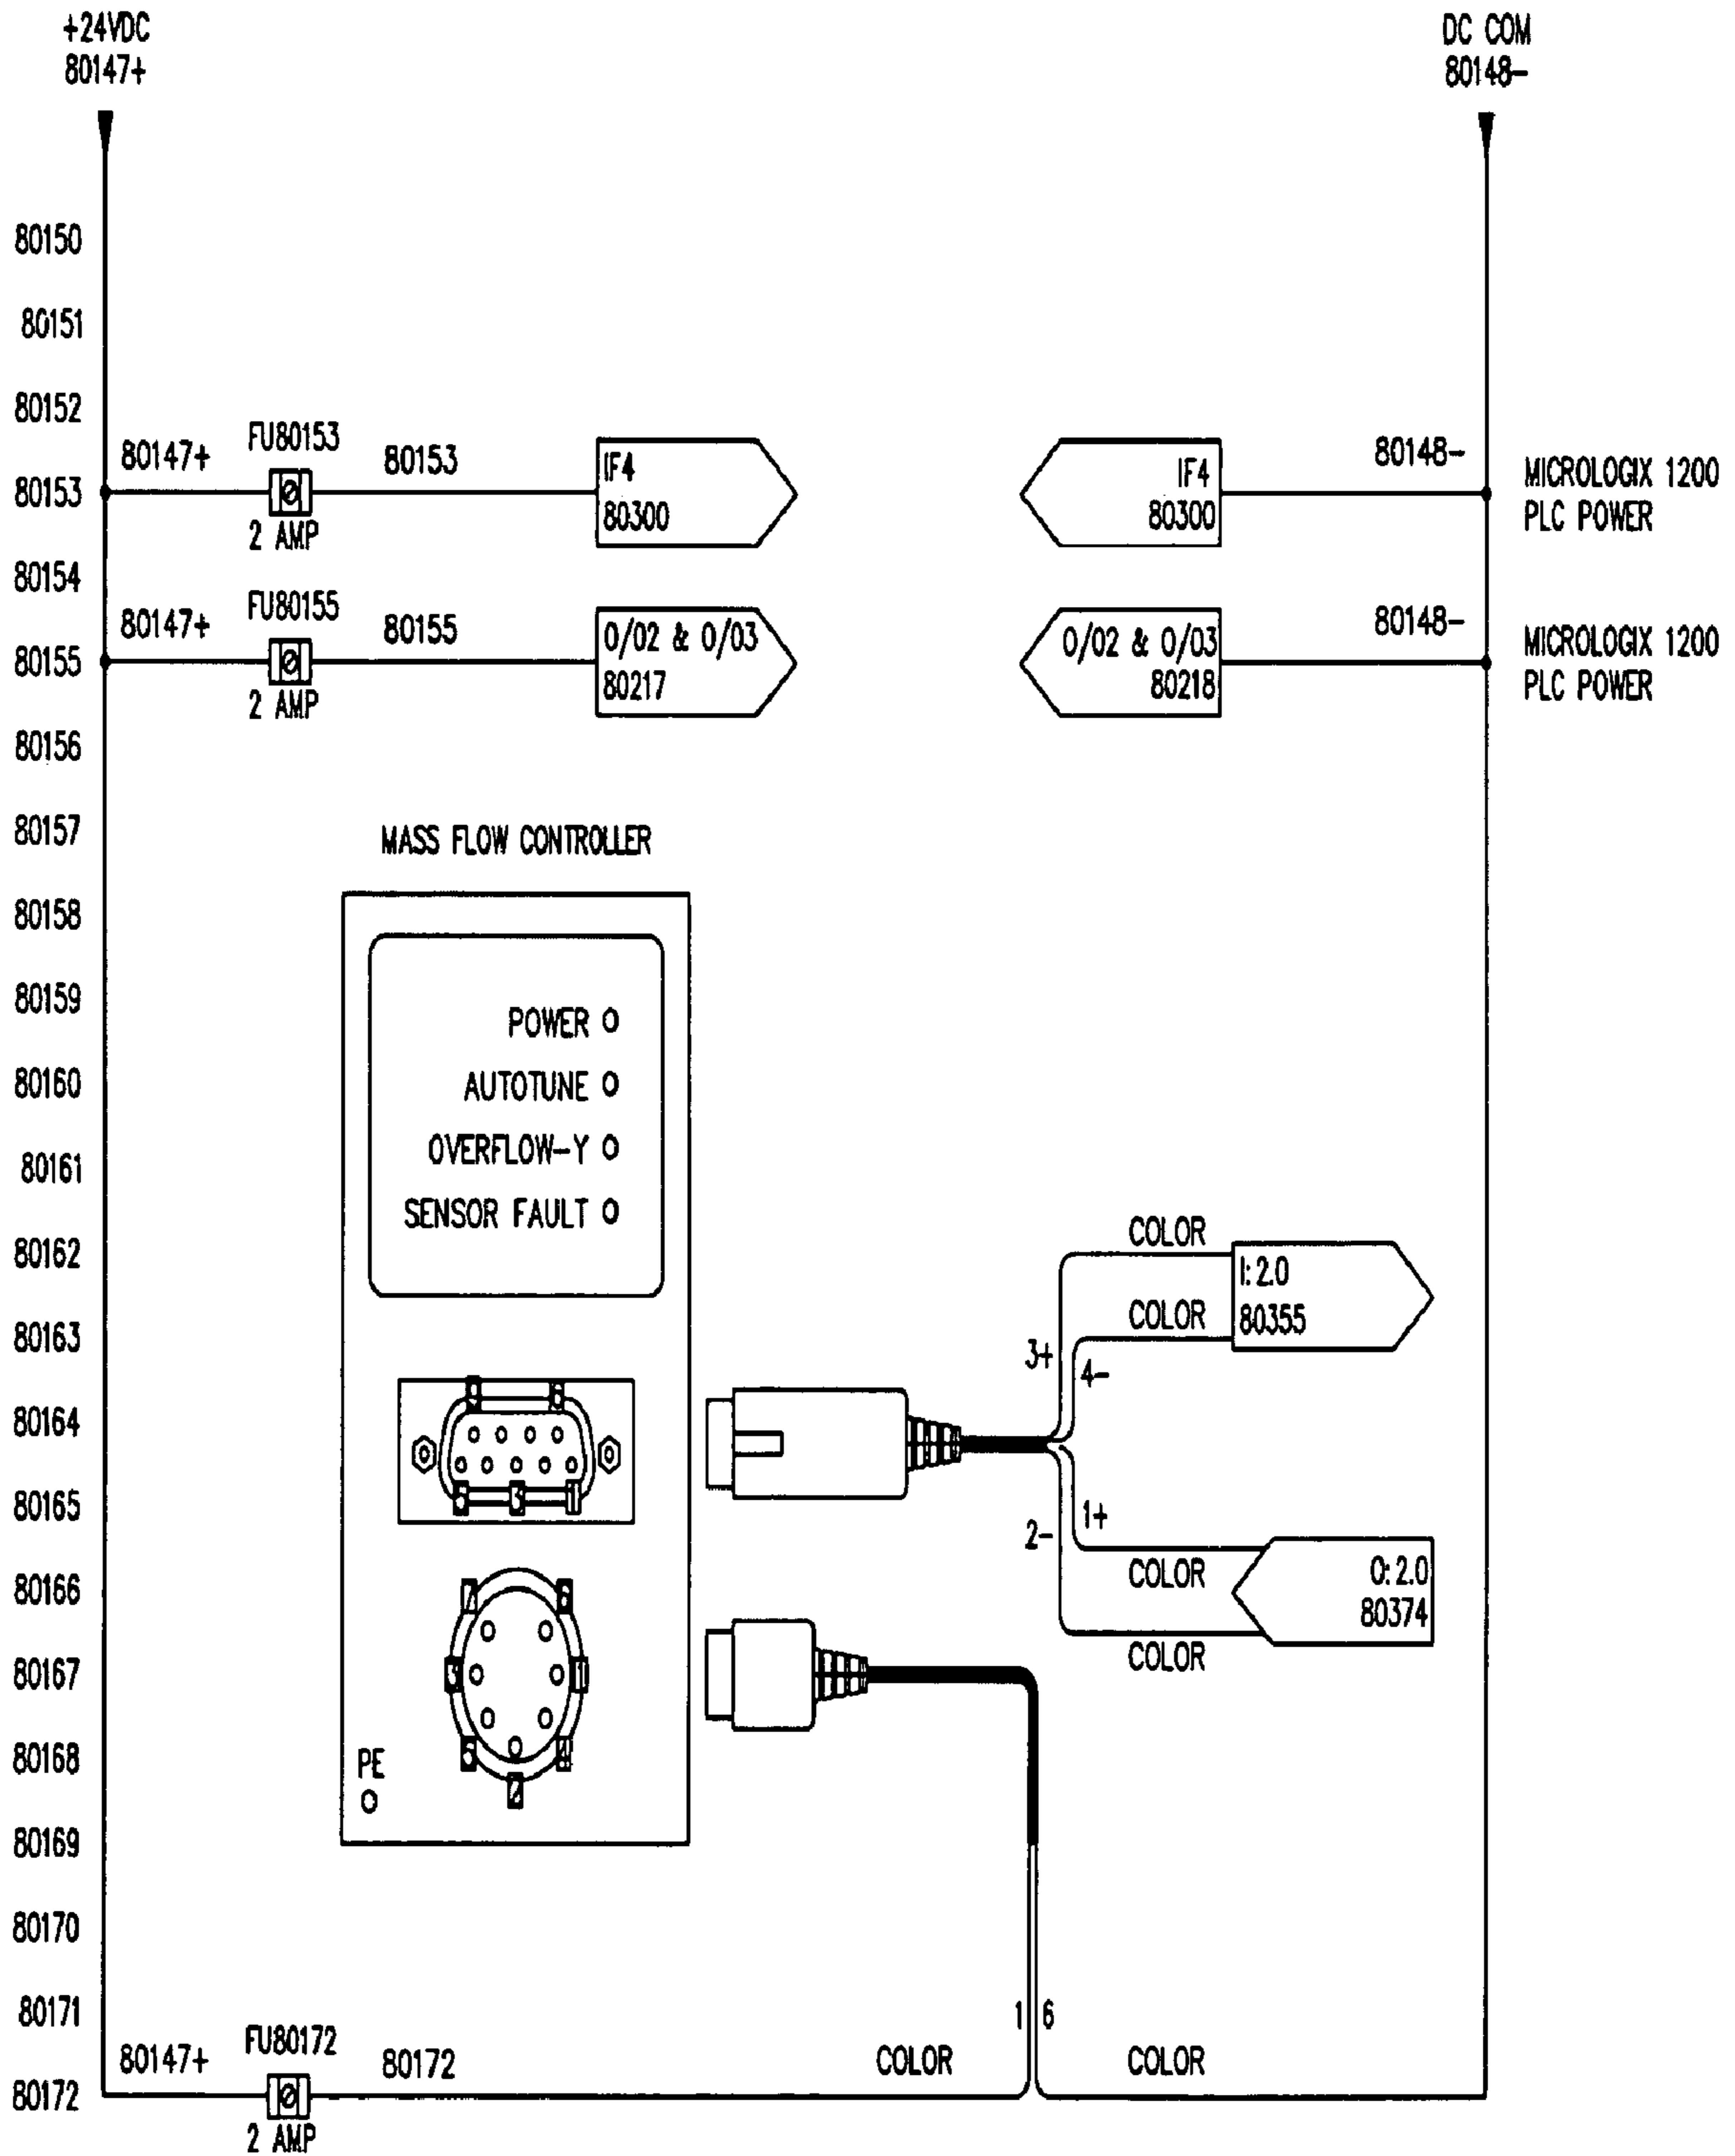 +24VDC
80147+
DC COM
80148-
80150
80151
80152
80147+
FU80153
80153
IF4
80300
IF4
80300
80148-
MICROLOGIX 1200
PLC POWER
80153
2 AMP
80154
80147+
FU80155
80155
O/02 & O/03
80217
O/02 & O/03
80218
80148-
MICROLOGIX 1200
PLC POWER
80155
2 AMP
80156
80157
MASS FLOW CONTROLLER
80158
80159
POWER
80160
AUTOTUNE
80161
OVERFLOW-Y
SENSOR FAULT
80162
COLOR
I:2.0
80355
80163
COLOR
3+
4-
80164
80165
2-
1+
80166
COLOR
O:2.0
80374
80167
COLOR
80168
PE
80169
80170
80171
1
6
80147+
FU80172
80172
COLOR
COLOR
80172
2 AMP